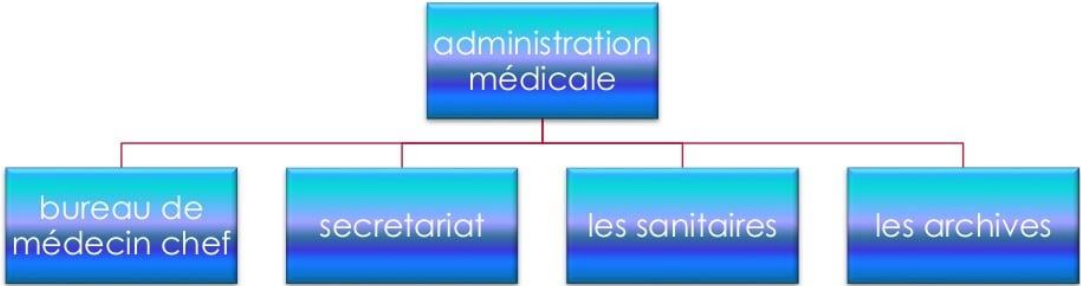 administration
médicale
bureau de
médecin chef
secretariat
les sanitaires
les archives